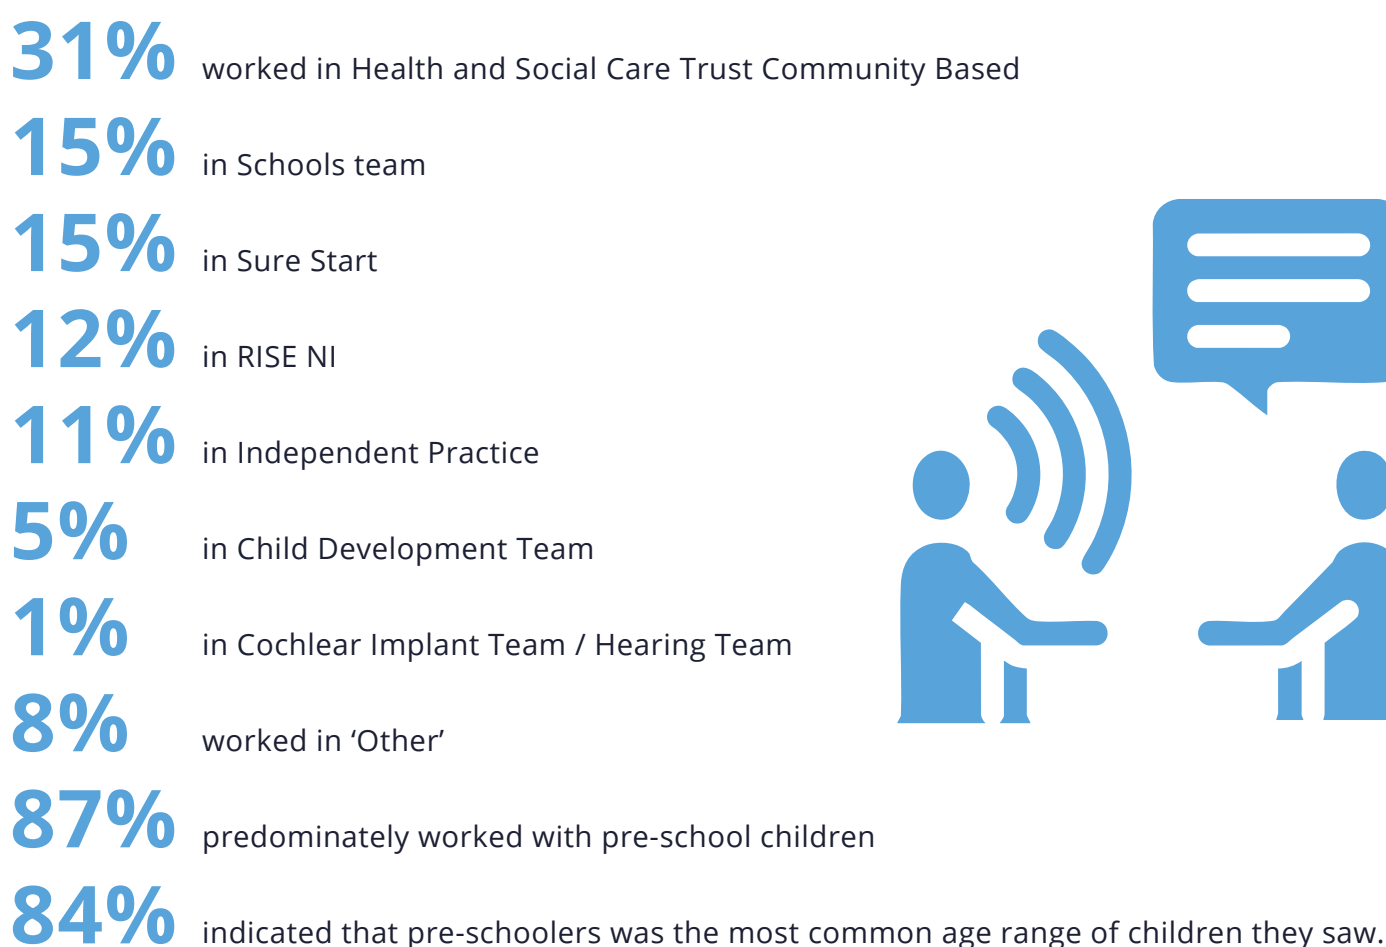 31% worked in Health and Social Care Trust Community Based
15% in Schools team
15% in Sure Start
12% in RISE NI
11% in Independent Practice
5% in Child Development Team
1% in Cochlear Implant Team / Hearing Team
8% worked in ‘Other’
87% predominately worked with pre-school children
84% indicated that pre-schoolers was the most common age range of children they saw.